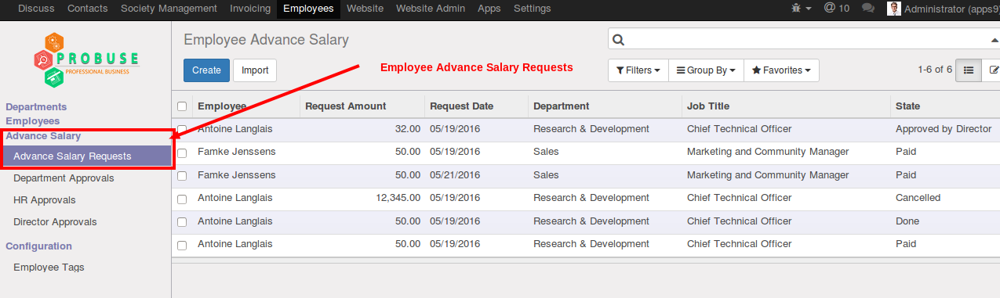 Discuss Contacts Society Management Invoicing Employees Website Website Admin Apps Settings @ 10 Administrator (apps9
PROBUSE
PROFESSIONAL BUSINESS
Departments
Employees
Advance Salary
Advance Salary Requests
Department Approvals
HR Approvals
Director Approvals
Configuration
Employee Tags
Employee Advance Salary
Create Import
Employee Advance Salary Requests
Filters Group By Favorites 1-6 of 6
Employee Request Amount Request Date Department Job Title State
Antoine Langlais 32.00 05/19/2016 Research & Development Chief Technical Officer Approved by Director
Famke Jenssens 50.00 05/19/2016 Sales Marketing and Community Manager Paid
Famke Jenssens 50.00 05/21/2016 Sales Marketing and Community Manager Paid
Antoine Langlais 12,345.00 05/19/2016 Research & Development Chief Technical Officer Cancelled
Antoine Langlais 50.00 05/19/2016 Research & Development Chief Technical Officer Done
Antoine Langlais 50.00 05/19/2016 Research & Development Chief Technical Officer Paid